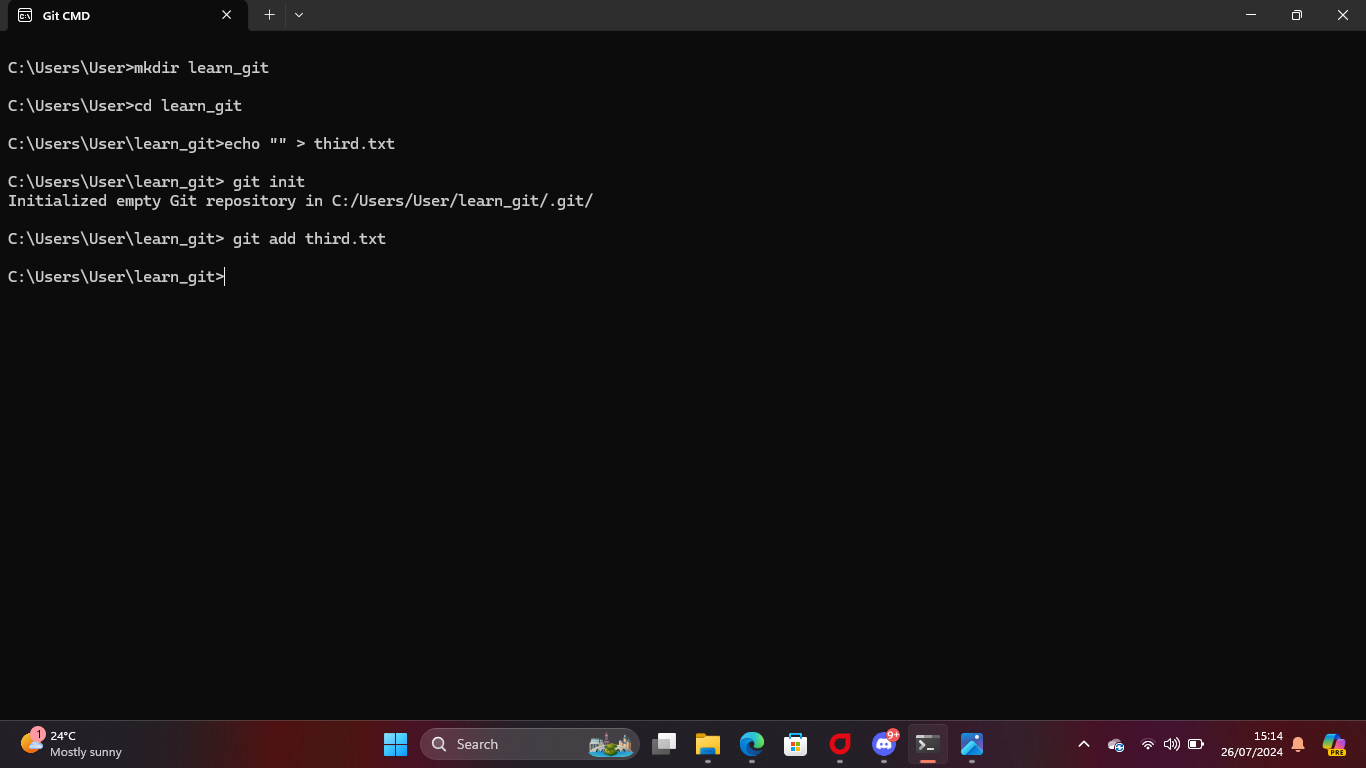 Git CMD
C:\Users\User>mkdir learn_git
C:\Users\User>cd learn_git
C:\Users\User\learn_git>echo "" > third.txt
C:\Users\User\learn_git> git init
Initialized empty Git repository in C:/Users/User/learn_git/.git/
C:\Users\User\learn_git> git add third.txt
C:\Users\User\learn_git>
1
24°C
Mostly sunny
Search
9+
15:14
26/07/2024
PRE